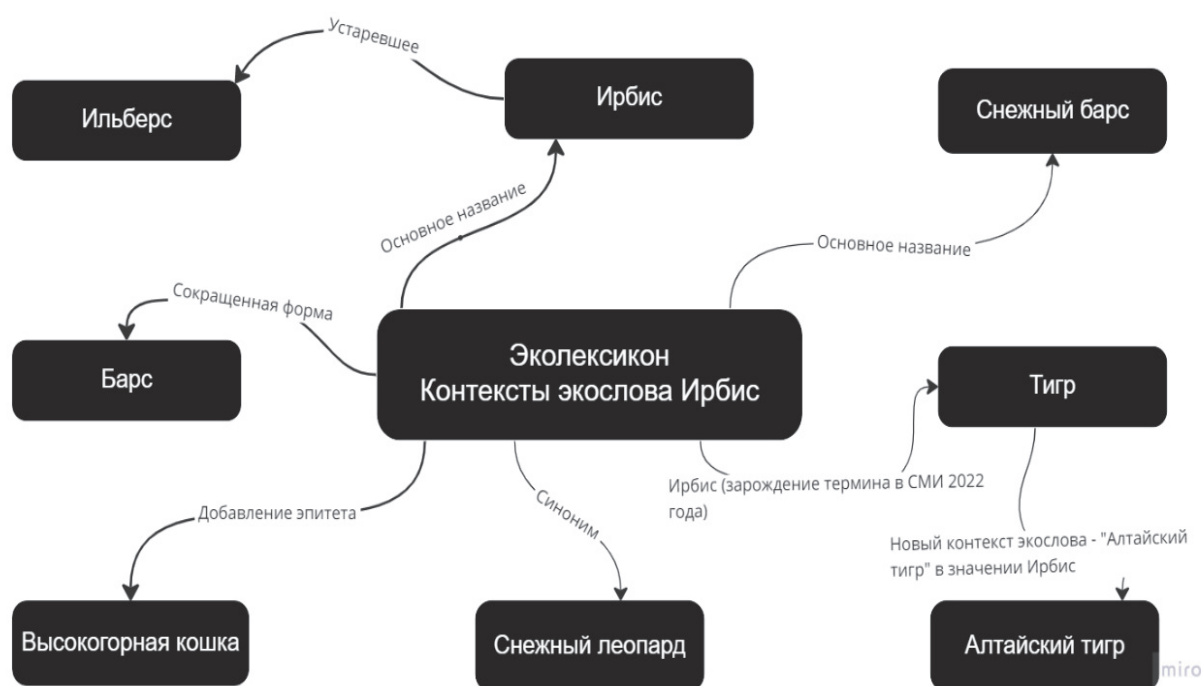 Устаревшее
Ирбис
Снежный барс
Ильберс
Основное название
Основное название
Сокращенная форма
Эколексикон
Контексты экослова Ирбис
Барс
Тигр
Ирбис (зарождение термина в СМИ 2022
года)
Синоним
Добавление эпитета
Новый контекст экослова - "Алтайский
тигр" в значении Ирбис
Высокогорная кошка
Снежный леопард
Алтайский тигр
miro